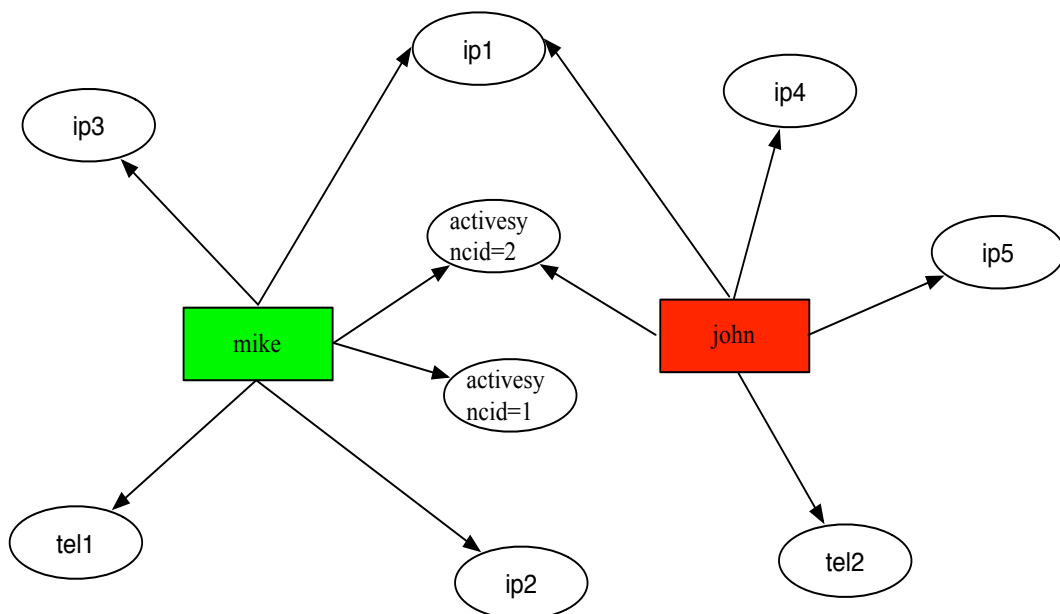 ip1
ip4
ip3
activesy
ncid=2
ip5
mike
john
activesy
ncid=1
tel1
ip2
tel2